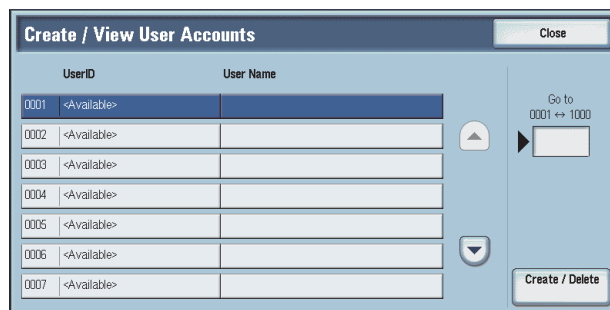 Create / View User Accounts
Close
UserID User Name
0001 <Available>
0002 <Available>
0003 <Available>
0004 <Available>
0005 <Available>
0006 <Available>
0007 <Available>
Go to
0001 ↔ 1000
Create / Delete